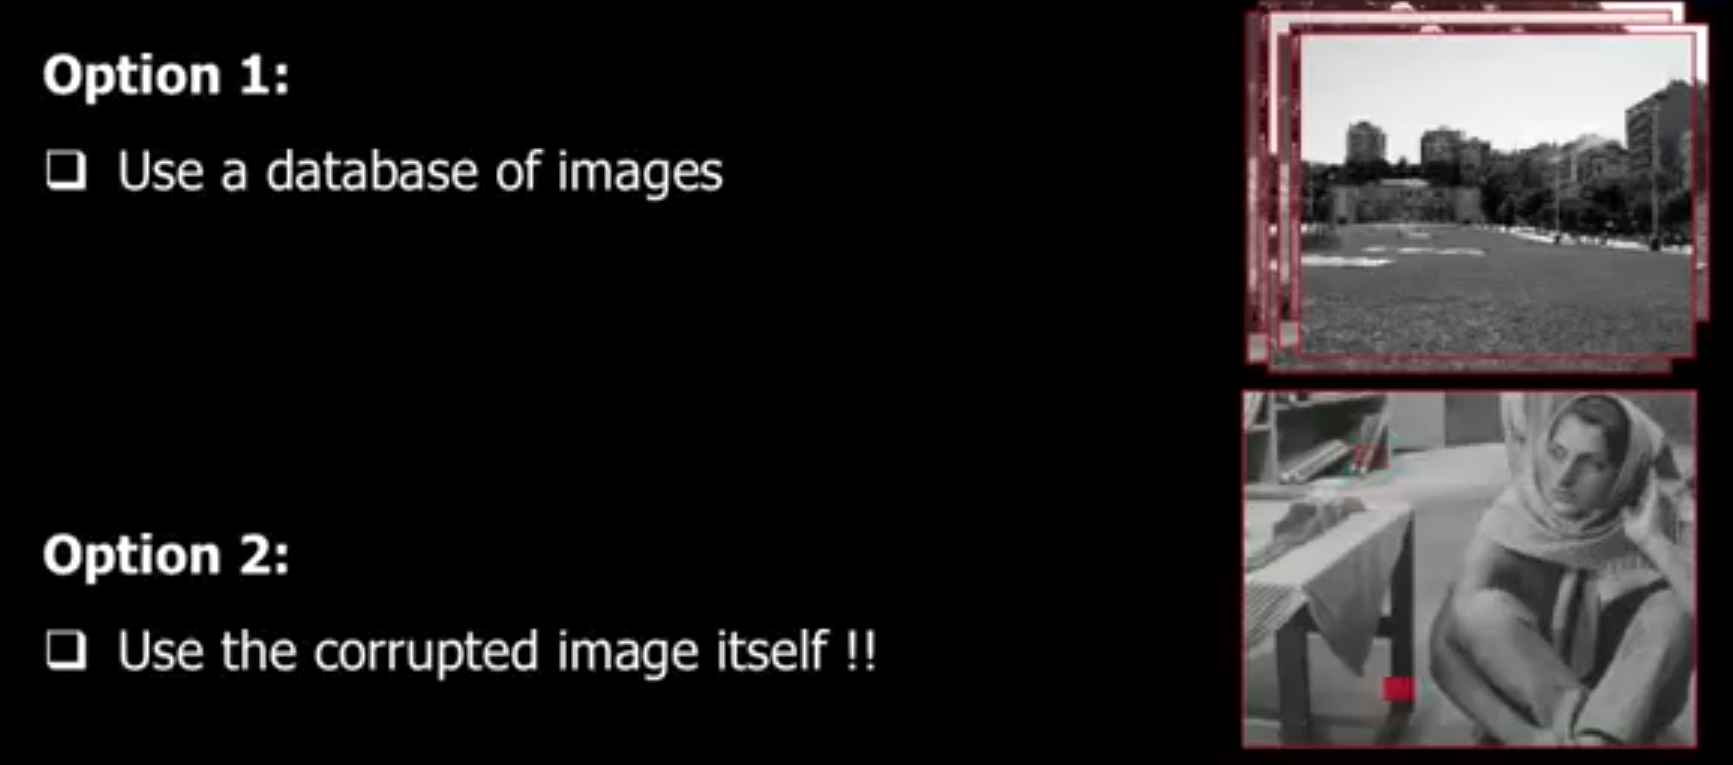 Option 1:
❑ Use a database of images
Option 2:
❑ Use the corrupted image itself !!